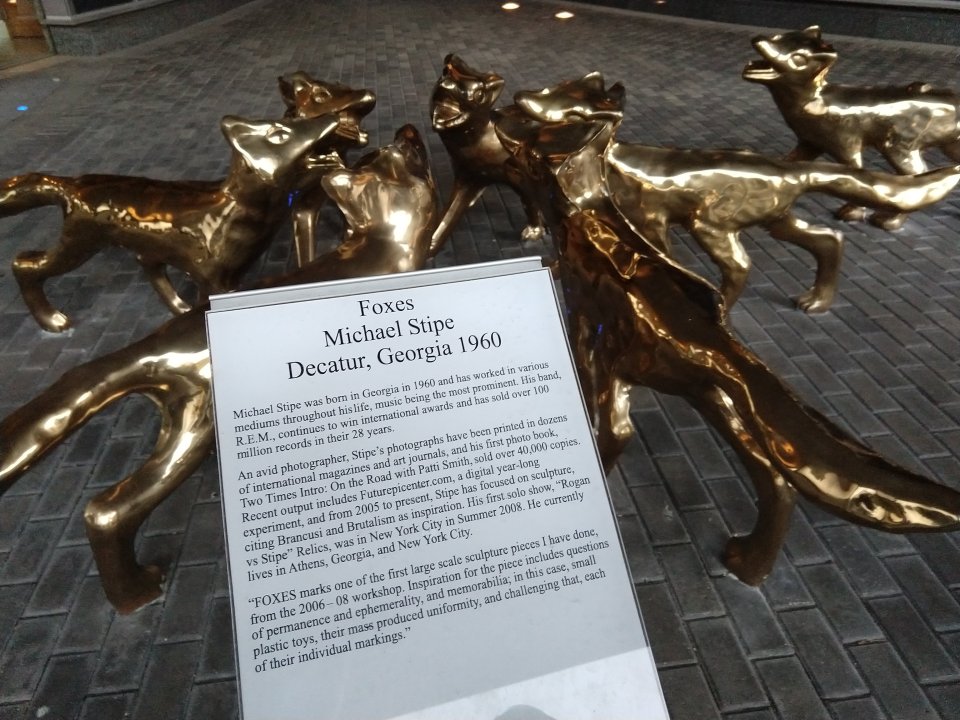 Foxes
Michael Stipe
Decatur, Georgia 1960
Michael Stipe was born in Georgia in 1960 and has worked in various
mediums throughout his life, music being the most prominent. His band,
R.E.M., continues to win international awards and has sold over 100
million records in their 28 years.
An avid photographer, Stipe's photographs have been printed in dozens
of international magazines and art journals, and his first photo book,
Two Times Intro: On the Road with Patti Smith, sold over 40,000 copies.
Recent output includes Futurepicenter.com, a digital year-long
experiment, and from 2005 to present, Stipe has focused on sculpture,
citing Brancusi and Brutalism as inspiration. His first solo show, "Rogan
vs Stipe" Relics, was in New York City in Summer 2008. He currently
lives in Athens, Georgia, and New York City.
"FOXES marks one of the first large scale sculpture pieces I have done,
from the 2006 – 08 workshop. Inspiration for the piece includes questions
of permanence and ephemerality, and memorabilia; in this case, small
plastic toys, their mass produced uniformity, and challenging that, each
of their individual markings."